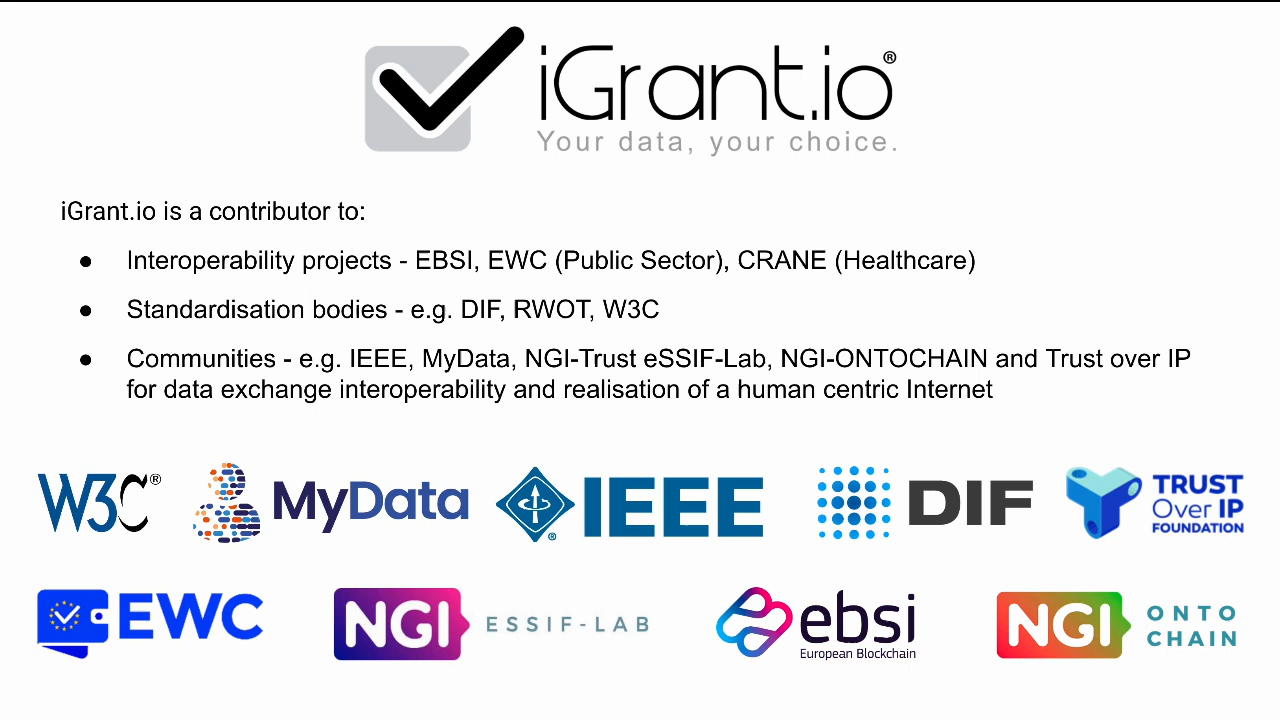 iGrant.io®
Your data, your choice.
iGrant.io is a contributor to:
● Interoperability projects - EBSI, EWC (Public Sector), CRANE (Healthcare)
● Standardisation bodies - e.g. DIF, RWOT, W3C
● Communities - e.g. IEEE, MyData, NGI-Trust eSSIF-Lab, NGI-ONTOCHAIN and Trust over IP
for data exchange interoperability and realisation of a human centric Internet
W3C®
MyData
®
IEEE
DIF
TRUST
Over IP
FOUNDATION
EWC
NGI
ESSIF-LAB
ebsi
European Blockchain
NGI
ONTO
CHAIN